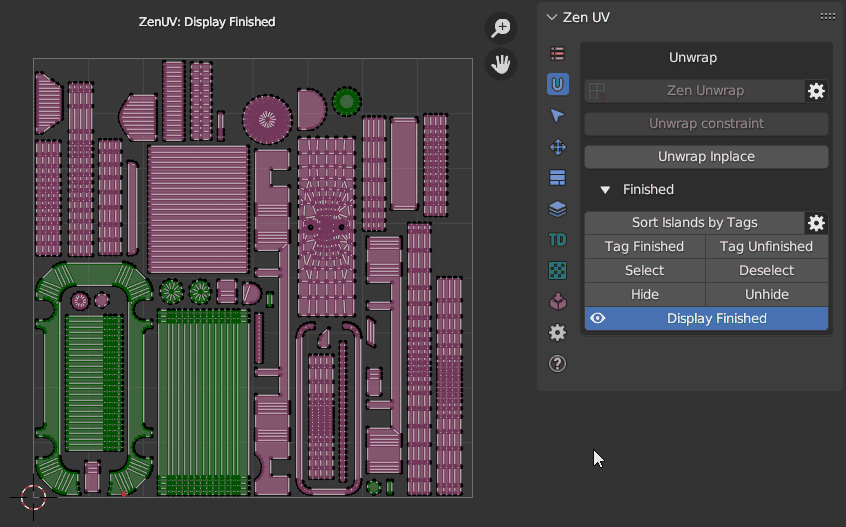 ZenUV: Display Finished
Zen UV
Unwrap
Zen Unwrap
Unwrap constraint
Unwrap Inplace
Finished
Sort Islands by Tags
Tag Finished Tag Unfinished
Select Deselect
Hide Unhide
Display Finished
U
TD
?